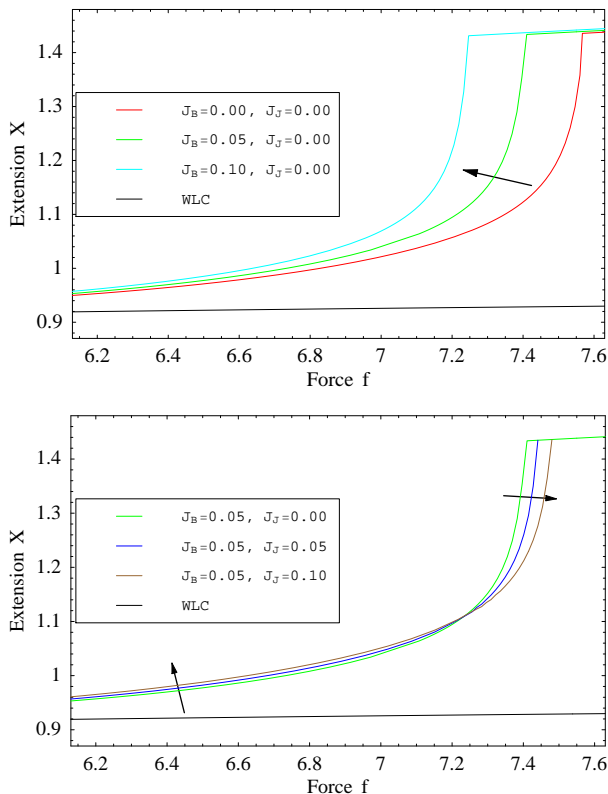 1.4
1.3
1.2
1.1
1
0.9
Extension X
J_B=0.00, J_J=0.00
J_B=0.05, J_J=0.00
J_B=0.10, J_J=0.00
WLC
6.2 6.4 6.6 6.8 7 7.2 7.4 7.6
Force f
1.4
1.3
1.2
1.1
1
0.9
Extension X
J_B=0.05, J_J=0.00
J_B=0.05, J_J=0.05
J_B=0.05, J_J=0.10
WLC
6.2 6.4 6.6 6.8 7 7.2 7.4 7.6
Force f